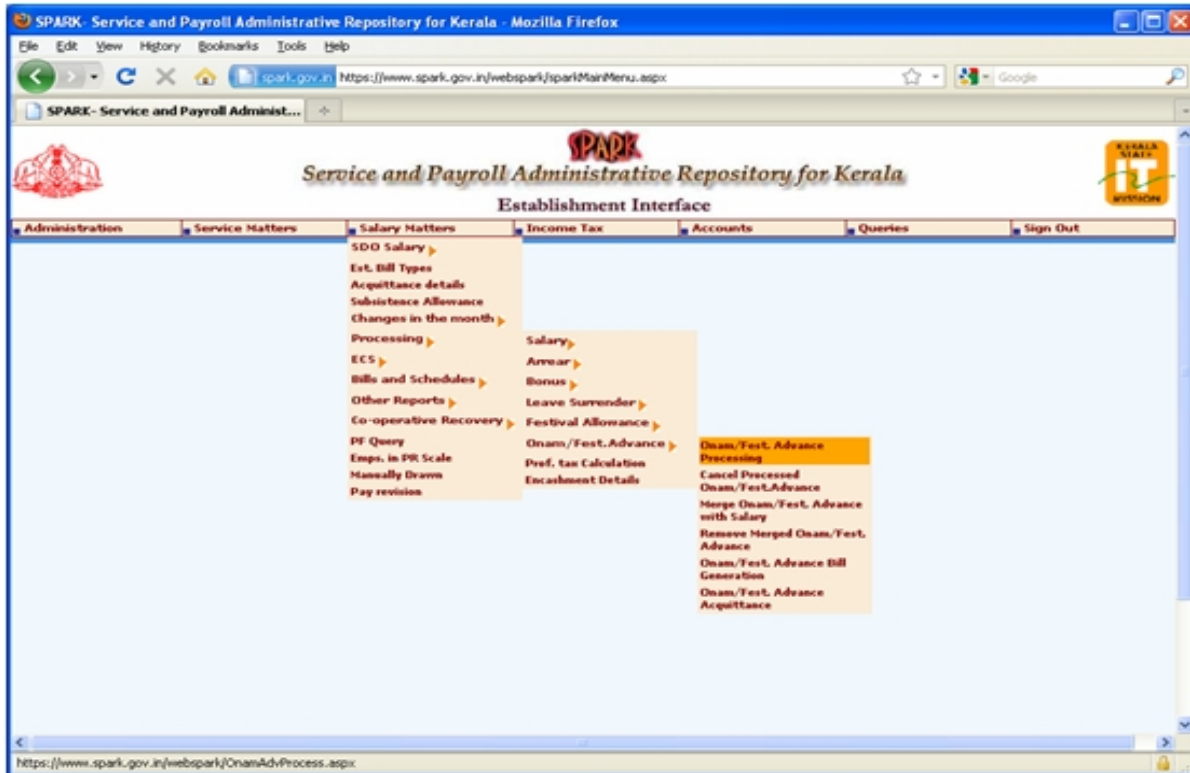 SPARK- Service and Payroll Administrative Repository for Kerala - Mozilla Firefox
File Edit View History Bookmarks Tools Help
spark.gov.in https://www.spark.gov.in/webspark/sparkMainMenu.aspx Google
SPARK- Service and Payroll Administ...
SPARK
Service and Payroll Administrative Repository for Kerala
Establishment Interface
KERALA STATE
IT
MISSION
Administration Service Matters Salary Matters Income Tax Accounts Queries Sign Out
SDO Salary
Est. Bill Types
Acquittance details
Subsistence Allowance
Changes in the month
Processing
ECS
Bills and Schedules
Other Reports
Co-operative Recovery
PF Query
Emps. in PR Scale
Manually Drawn
Pay revision
Salary
Arrear
Bonus
Leave Surrender
Festival Allowance
Onam/Fest.Advance
Prof. tax Calculation
Encashment Details
Onam/Fest. Advance
Processing
Cancel Processed
Onam/Fest.Advance
Merge Onam/Fest. Advance
with Salary
Remove Merged Onam/Fest.
Advance
Onam/Fest. Advance Bill
Generation
Onam/Fest. Advance
Acquittance
https://www.spark.gov.in/webspark/OnamAdvProcess.aspx